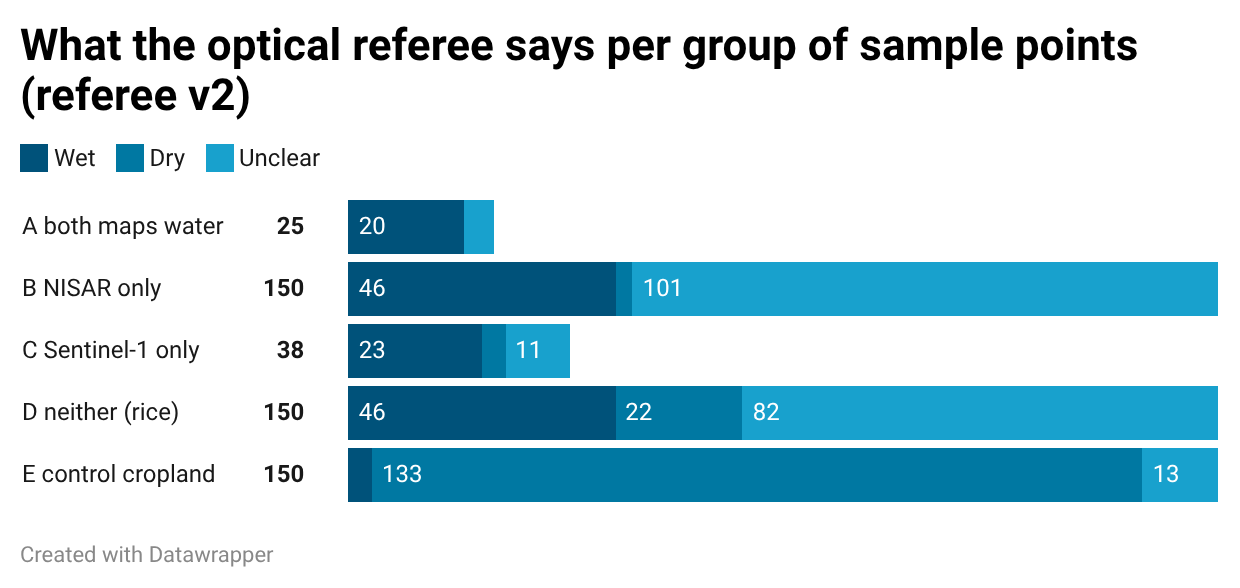 What the optical referee says per group of sample points
(referee v2)
Wet Dry Unclear
A both maps water 25 20
B NISAR only 150 46 101
C Sentinel-1 only 38 23 11
D neither (rice) 150 46 22 82
E control cropland 150 133 13
Created with Datawrapper